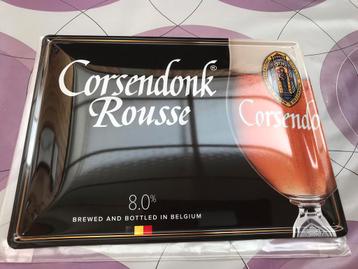 Corsendonk®
Rousse
Corsendo
8.0%
BREWED AND BOTTLED IN BELGIUM